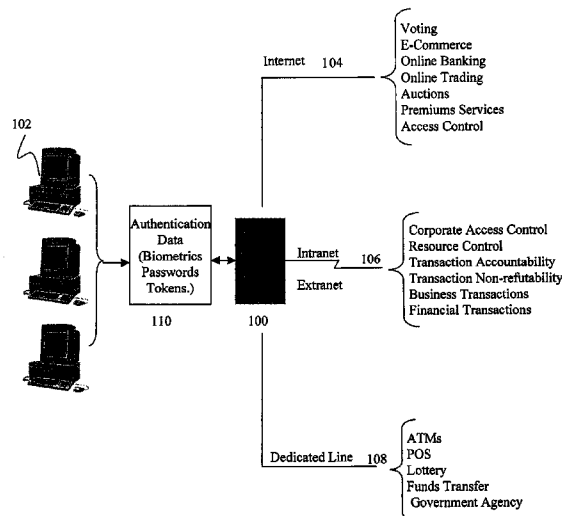 Voting
E-Commerce
Internet 104
Online Banking
Online Trading
Auctions
Premiums Services
Access Control
102
Authentication
Data
(Biometrics
Passwords
Tokens.)
110
100
Intranet 106
Extranet
Corporate Access Control
Resource Control
Transaction Accountability
Transaction Non-refutability
Business Transactions
Financial Transactions
Dedicated Line 108
ATMs
POS
Lottery
Funds Transfer
Government Agency